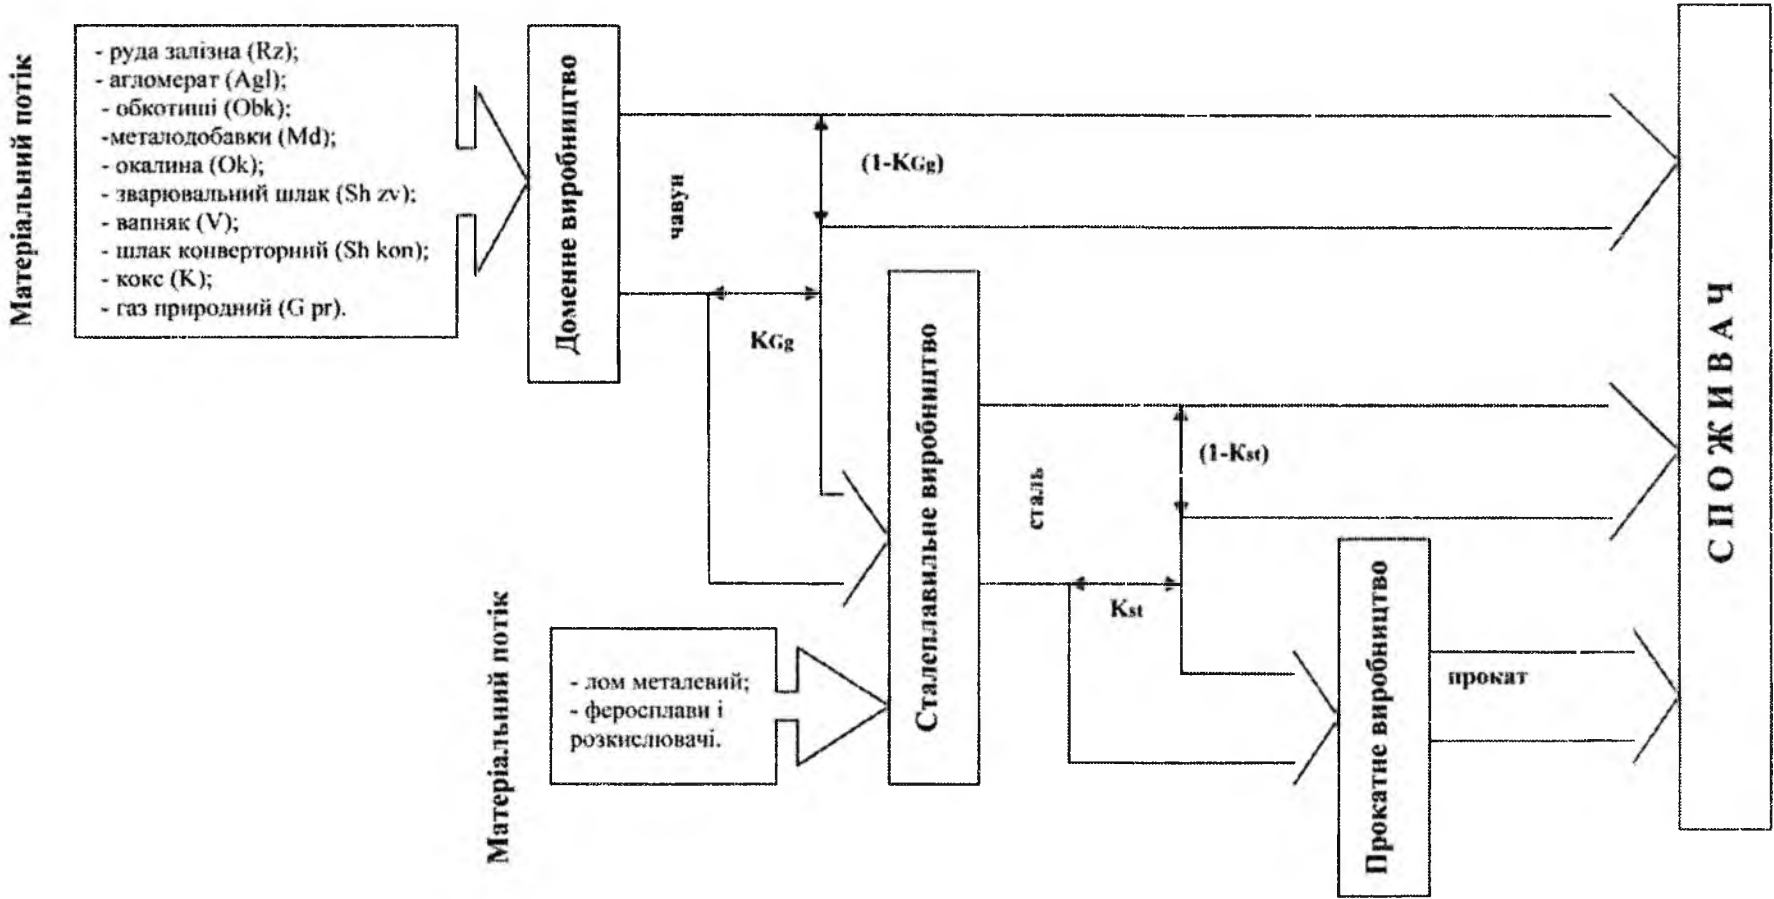 Матеріальний потік
- руда залізна (Rz);
- агломерат (Agl);
- обкотиші (Obk);
-металодобавки (Md);
- окалина (Ok);
- зварювальний шлак (Sh zv);
- вапняк (V);
- шлак конверторний (Sh kon);
- кокс (K);
- газ природний (G pr).
Доменне виробництво
чавун
(1-KGg)
KGg
Матеріальний потік
- лом металевий;
- феросплави і
розкислювачі.
Сталеплавильне виробництво
сталь
(1-Kst)
Kst
Прокатне виробництво
прокат
СПОЖИВАЧ